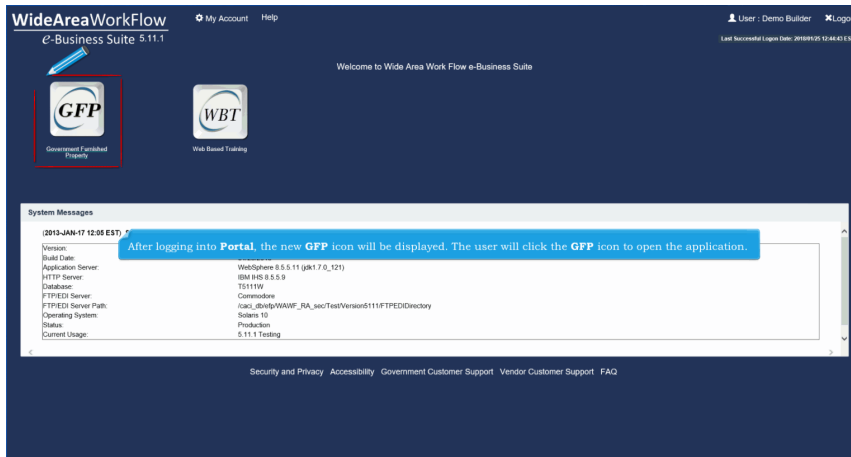 WideAreaWorkFlow
e-Business Suite 5.11.1
My Account Help
User : Demo Builder Logo
Last Successful Logon Date: 2018/01/25 12:44:43 ES
Welcome to Wide Area Work Flow e-Business Suite
GFP
Government Furnished
Property
WBT
Web Based Training
System Messages
(2013-JAN-17 12:05 EST)
After logging into Portal, the new GFP icon will be displayed. The user will click the GFP icon to open the application.
Version:
Build Date:
Application Server: WebSphere 8.5.5.11 (jdk1.7.0_121)
HTTP Server: IBM IHS 8.5.5.9
Database: T5111W
FTP/EDI Server: Commodore
FTP/EDI Server Path: /caci_db/efp/WAWF_RA_sec/Test/Version5111/FTPEDIDirectory
Operating System: Solaris 10
Status: Production
Current Usage: 5.11.1 Testing
Security and Privacy Accessibility Government Customer Support Vendor Customer Support FAQ